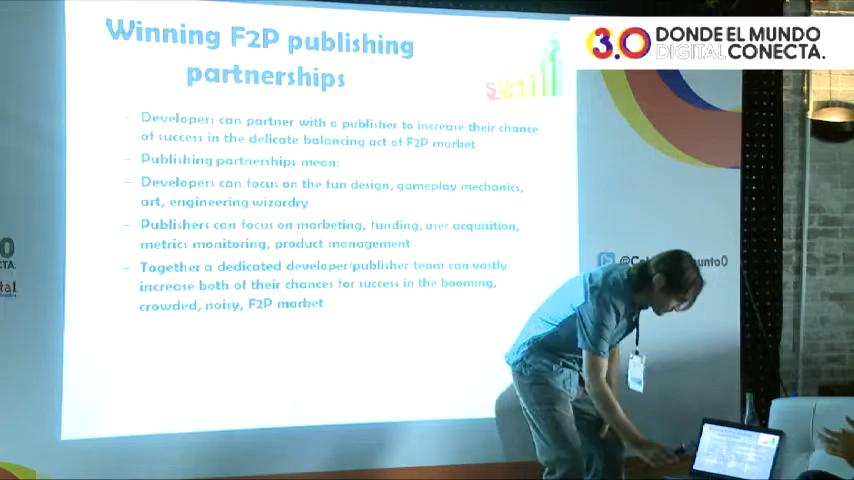 Winning F2P publishing
partnerships
Developers can partner with a publisher to increase their chance
of success in the delicate balancing act of F2P market
Publishing partnerships mean:
Developers can focus on the fun design, gameplay mechanics,
art, engineering wizardry
Publishers can focus on marketing, funding, user acquisition,
metrics monitoring, product management
Together a dedicated developer/publisher team can vastly
increase both of their chances for success in the booming,
crowded, noisy, F2P market
3.0 DONDE EL MUNDO
DIGITAL CONECTA.